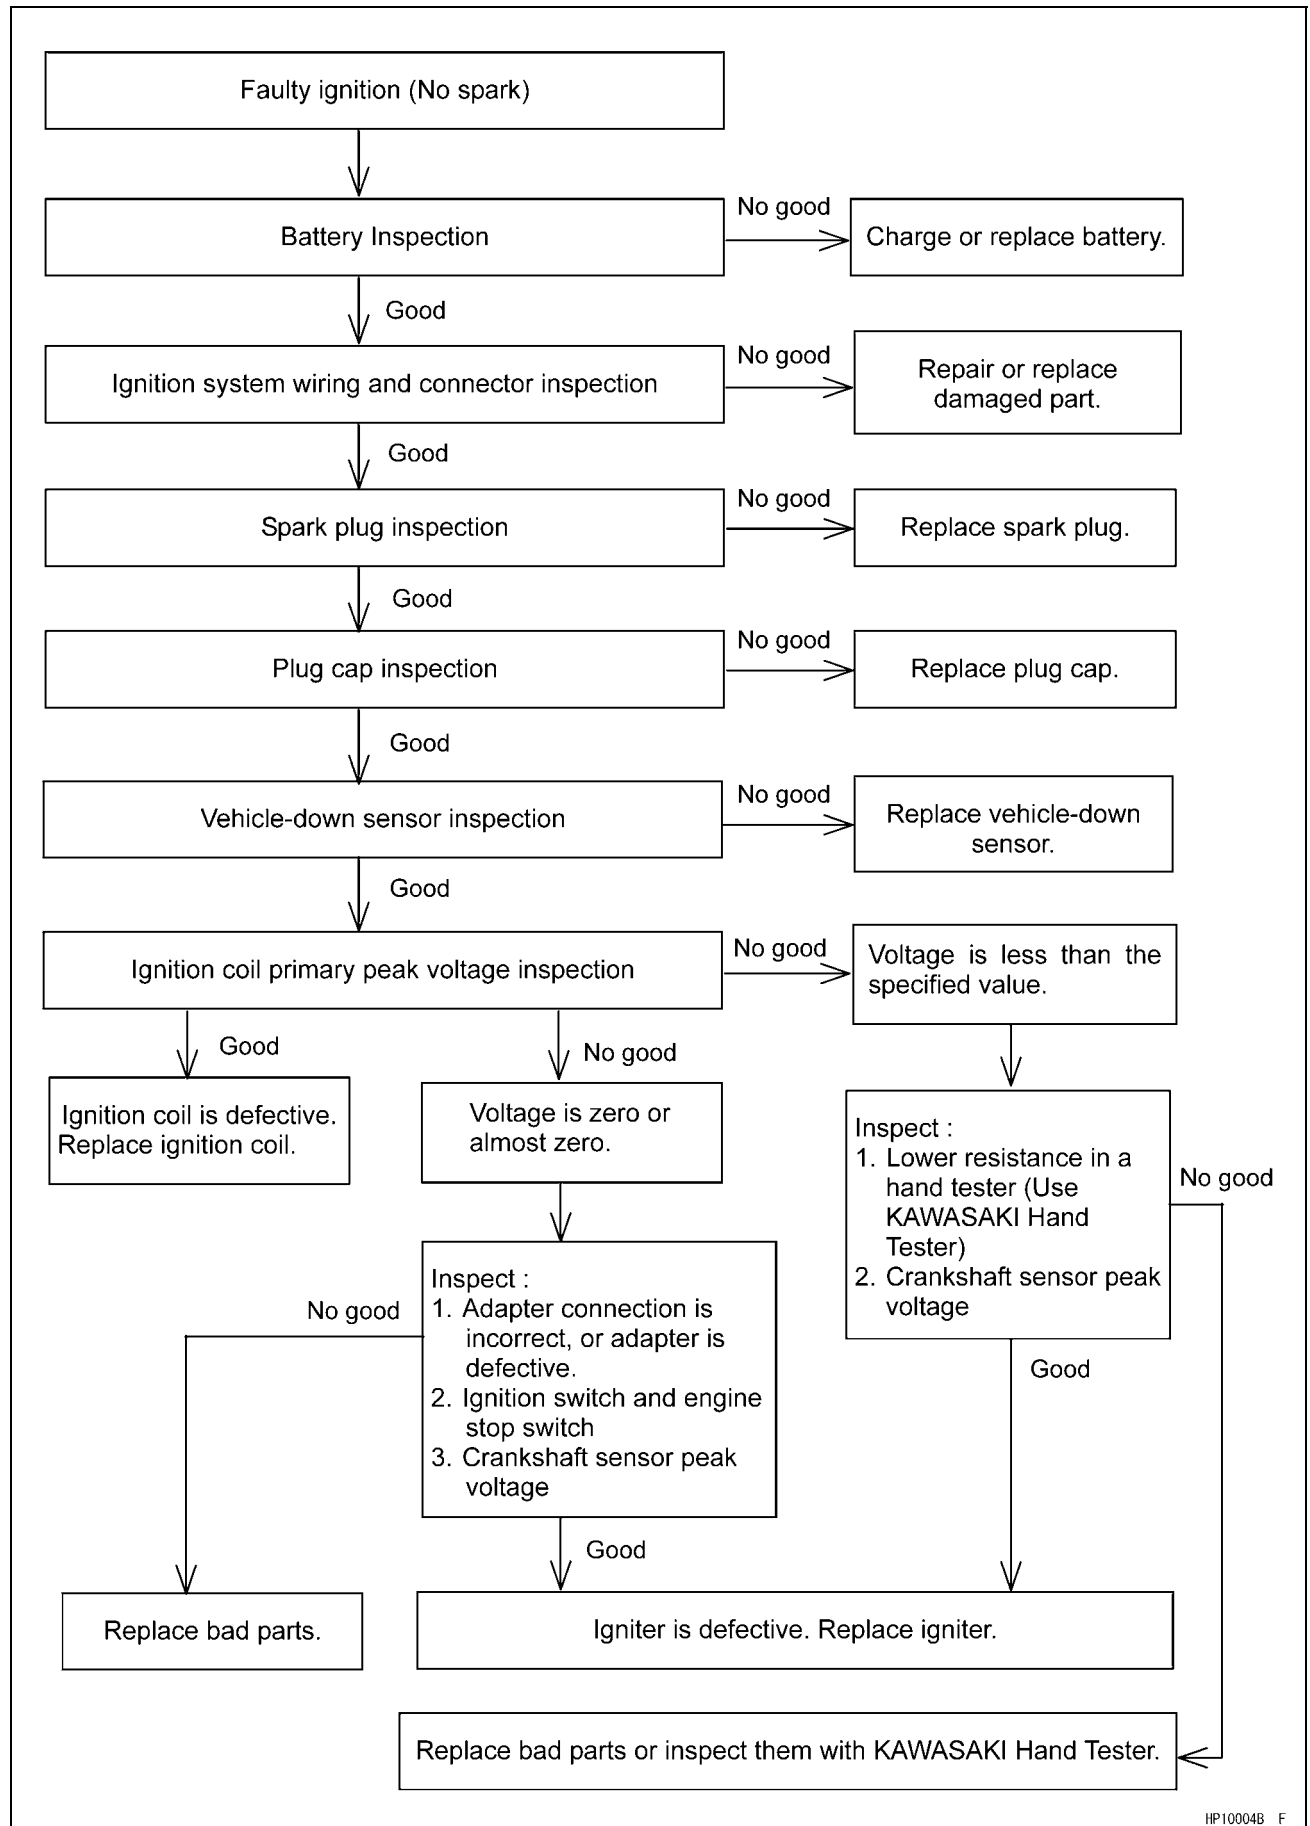 Faulty ignition (No spark)
Battery Inspection
No good
Charge or replace battery.
Good
Ignition system wiring and connector inspection
No good
Repair or replace
damaged part.
Good
Spark plug inspection
No good
Replace spark plug.
Good
Plug cap inspection
No good
Replace plug cap.
Good
Vehicle-down sensor inspection
No good
Replace vehicle-down
sensor.
Good
Ignition coil primary peak voltage inspection
No good
Voltage is less than the
specified value.
Good
No good
Ignition coil is defective.
Replace ignition coil.
Voltage is zero or
almost zero.
Inspect :
1. Lower resistance in a
hand tester (Use
KAWASAKI Hand
Tester)
2. Crankshaft sensor peak
voltage
No good
Inspect :
1. Adapter connection is
incorrect, or adapter is
defective.
2. Ignition switch and engine
stop switch
3. Crankshaft sensor peak
voltage
No good
Good
Good
Replace bad parts.
Igniter is defective. Replace igniter.
Replace bad parts or inspect them with KAWASAKI Hand Tester.
HP10004B F